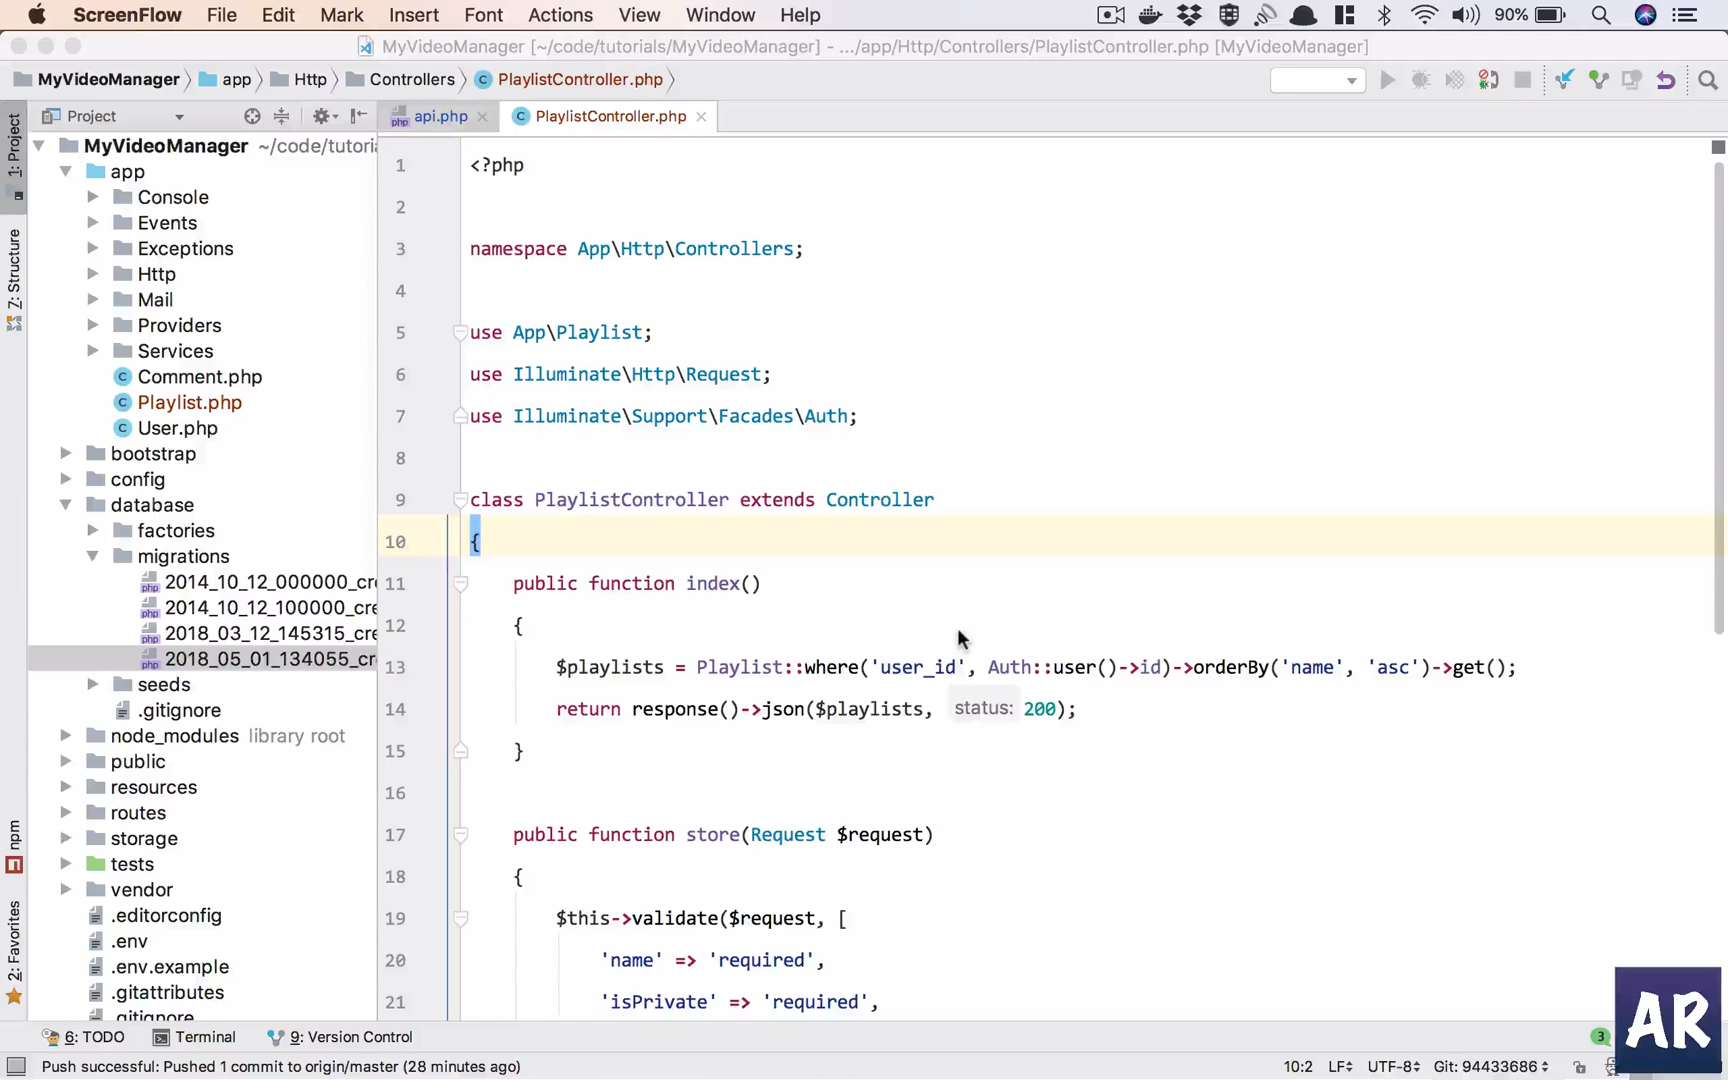 ScreenFlow File Edit Mark Insert Font Actions View Window Help 90%
MyVideoManager [~/code/tutorials/MyVideoManager] - .../app/Http/Controllers/PlaylistController.php [MyVideoManager]
MyVideoManager app Http Controllers PlaylistController.php
Project api.php PlaylistController.php
1: Project
7: Structure
npm
2: Favorites
MyVideoManager ~/code/tutori
app
Console
Events
Exceptions
Http
Mail
Providers
Services
Comment.php
Playlist.php
User.php
bootstrap
config
database
factories
migrations
2014_10_12_000000_cre
2014_10_12_100000_cre
2018_03_12_145315_cre
2018_05_01_134055_cre
seeds
.gitignore
node_modules library root
public
resources
routes
storage
tests
vendor
.editorconfig
.env
.env.example
.gitattributes
.gitignore
1 <?php
2
3 namespace App\Http\Controllers;
4
5 use App\Playlist;
6 use Illuminate\Http\Request;
7 use Illuminate\Support\Facades\Auth;
8
9 class PlaylistController extends Controller
10 {
11 public function index()
12 {
13 $playlists = Playlist::where('user_id', Auth::user()->id)->orderBy('name', 'asc')->get();
14 return response()->json($playlists, status: 200);
15 }
16
17 public function store(Request $request)
18 {
19 $this->validate($request, [
20 'name' => 'required',
21 'isPrivate' => 'required',
6: TODO Terminal 9: Version Control 3
Push successful: Pushed 1 commit to origin/master (28 minutes ago) 10:2 LF UTF-8 Git: 94433686
AR